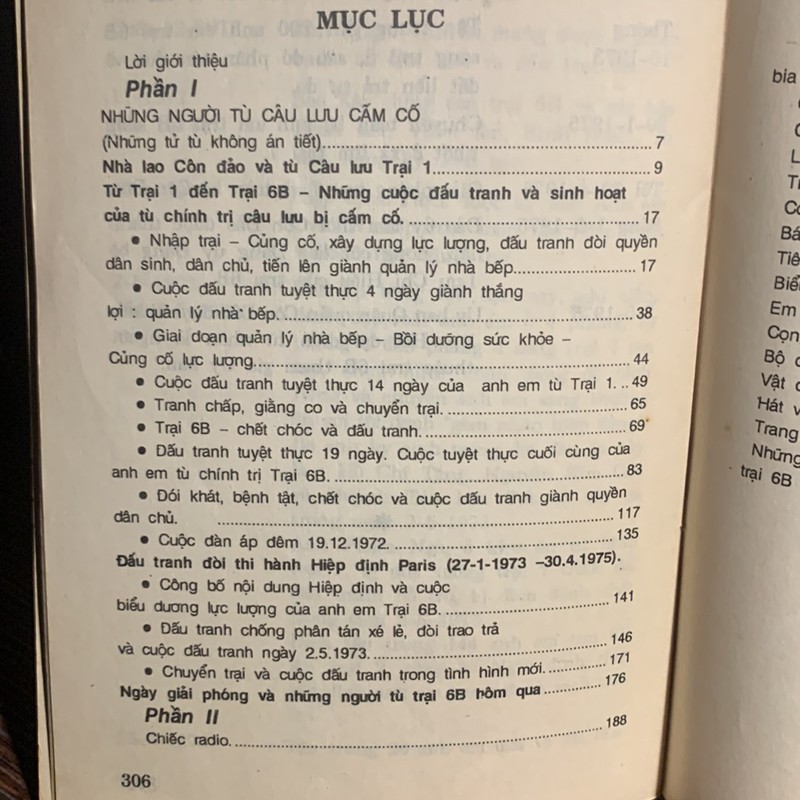 MỤC LỤC
Lời giới thiệu
Phần I
NHỮNG NGƯỜI TÙ CÂU LƯU CẤM CỐ
(Những tử tù không án tiết)..........7
Nhà lao Côn đảo và tù Câu lưu Trại 1..........9
Từ Trại 1 đến Trại 6B – Những cuộc đấu tranh và sinh hoạt
của tù chính trị câu lưu bị cấm cố. ..........17
• Nhập trại – Củng cố, xây dựng lực lượng, đấu tranh đòi quyền
dân sinh, dân chủ, tiến lên giành quản lý nhà bếp..........17
• Cuộc đấu tranh tuyệt thực 4 ngày giành thắng
lợi : quản lý nhà bếp. ..........38
• Giai đoạn quản lý nhà bếp – Bồi dưỡng sức khỏe –
Củng cố lực lượng..........44
• Cuộc đấu tranh tuyệt thực 14 ngày của anh em tù Trại 1. ..49
• Tranh chấp, giằng co và chuyển trại. ..........65
• Trại 6B – chết chóc và đấu tranh. ..........69
• Đấu tranh tuyệt thực 19 ngày. Cuộc tuyệt thực cuối cùng của
anh em tù chính trị Trại 6B. ..........83
• Đói khát, bệnh tật, chết chóc và cuộc đấu tranh giành quyền
dân chủ. ..........117
• Cuộc đàn áp đêm 19.12.1972. ..........135
Đấu tranh đòi thi hành Hiệp định Paris (27-1-1973 –30.4.1975).
• Công bố nội dung Hiệp định và cuộc
biểu dương lực lượng của anh em Trại 6B. ..........141
• Đấu tranh chống phân tán xé lẻ, đòi trao trả
và cuộc đấu tranh ngày 2.5.1973. ..........146
• Chuyển trại và cuộc đấu tranh trong tình hình mới. ..........171
Ngày giải phóng và những người tù trại 6B hôm qua..........176
Phần II
Chiếc radio. ..........188
306
bia
Em
Bộ
Vật
Hát
Trang
Những
trại 6B